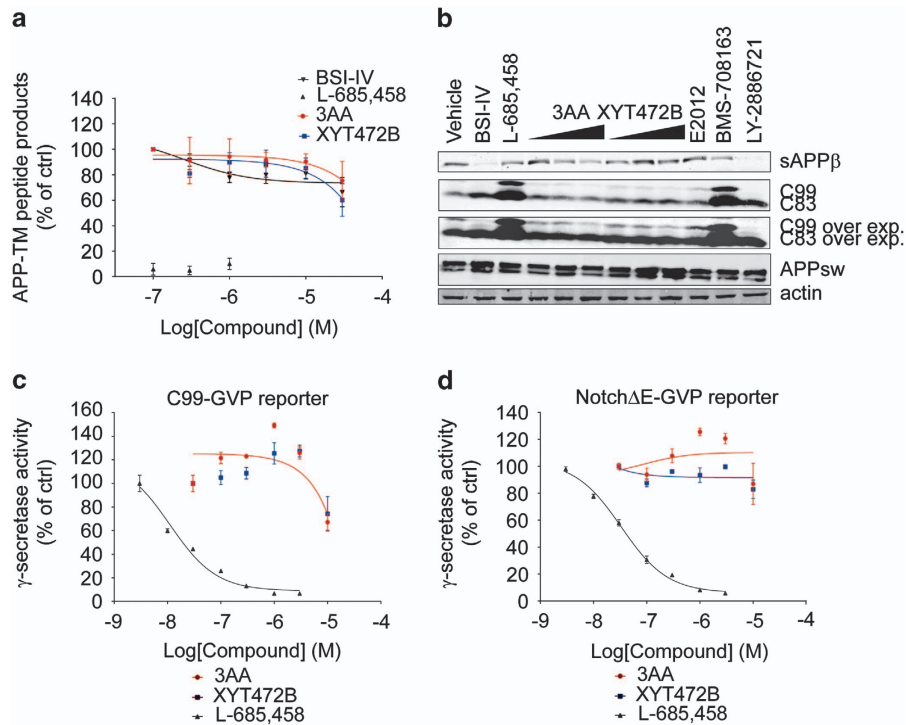 a
BSI-IV
L-685,458
3AA
XYT472B
APP-TM peptide products
(% of ctrl)
140
120
100
80
60
40
20
0
-7
-6
-5
-4
Log[Compound] (M)
b
Vehicle
BSI-IV
L-685,458
3AA
XYT472B
E2012
BMS-708163
LY-2886721
sAPPβ
C99
C83
C99 over exp.
C83 over exp.
APPsw
actin
c
C99-GVP reporter
γ-secretase activity
(% of ctrl)
160
140
120
100
80
60
40
20
0
-9
-8
-7
-6
-5
-4
Log[Compound] (M)
3AA
XYT472B
L-685,458
d
NotchΔE-GVP reporter
γ-secretase activity
(% of ctrl)
140
120
100
80
60
40
20
0
-9
-8
-7
-6
-5
-4
Log[Compound] (M)
3AA
XYT472B
L-685,458